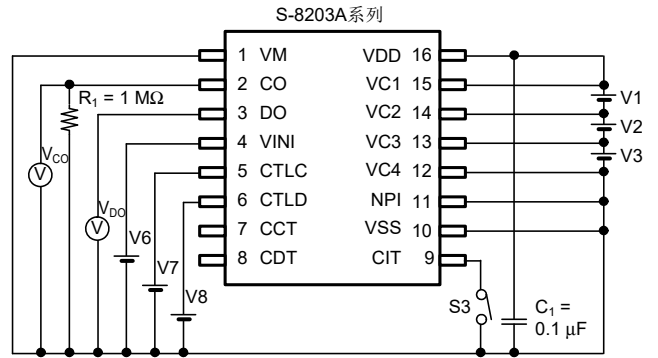 S-8203A系列
1 VM
2 CO
3 DO
4 VINI
5 CTLC
6 CTLD
7 CCT
8 CDT
VDD 16
VC1 15
VC2 14
VC3 13
VC4 12
NPI 11
VSS 10
CIT 9
R₁ = 1 MΩ
V_CO
V
V_DO
V
V6
V7
V8
V1
V2
V3
S3
C₁ =
0.1 μF